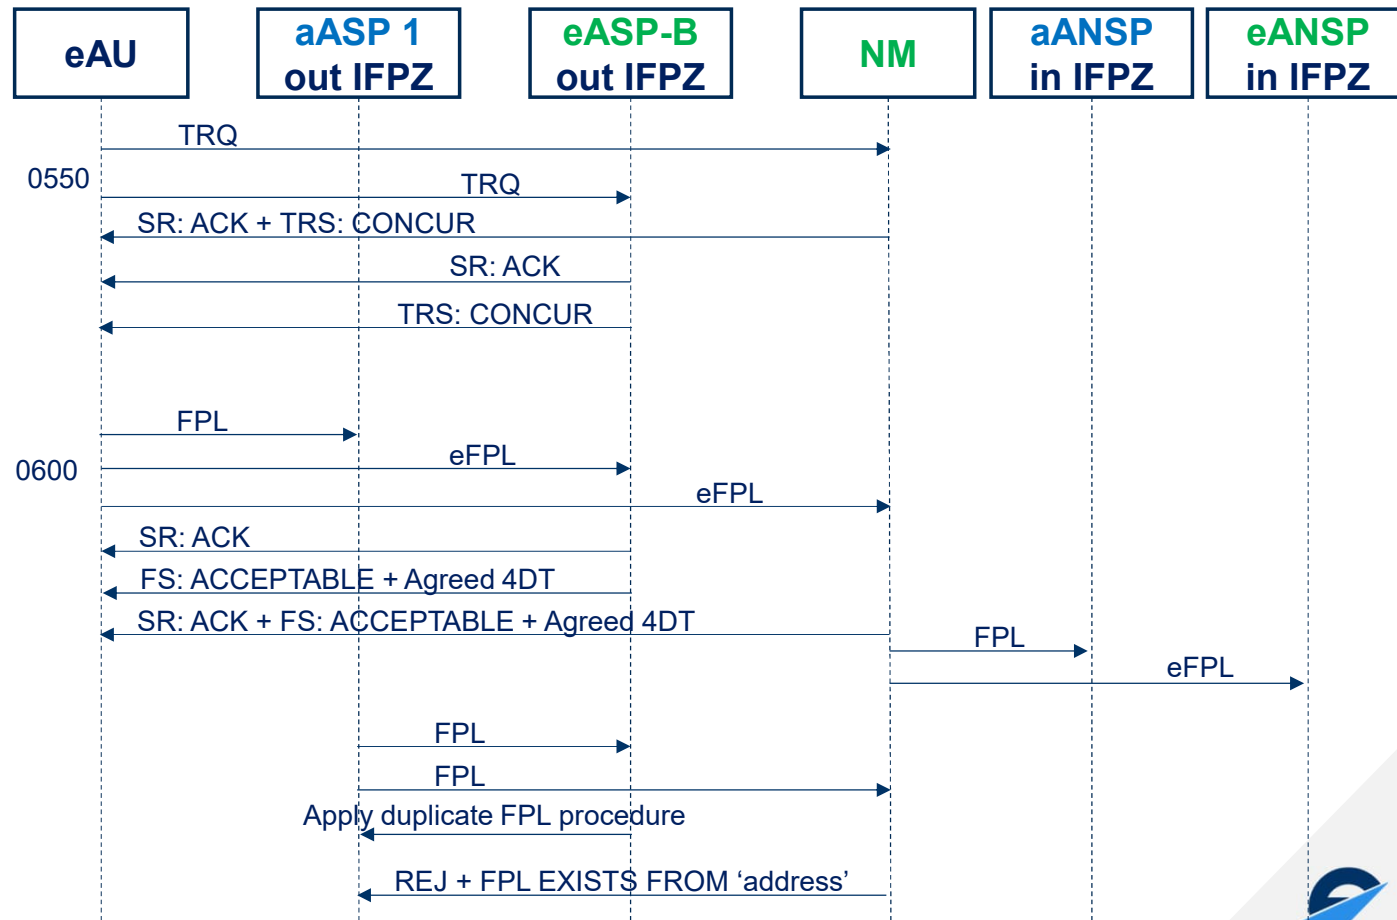 eAU
aASP 1
out IFPZ
eASP-B
out IFPZ
NM
aANSP
in IFPZ
eANSP
in IFPZ
TRQ
0550
TRQ
SR: ACK + TRS: CONCUR
SR: ACK
TRS: CONCUR
FPL
eFPL
0600
eFPL
SR: ACK
FS: ACCEPTABLE + Agreed 4DT
SR: ACK + FS: ACCEPTABLE + Agreed 4DT
FPL
eFPL
FPL
FPL
Apply duplicate FPL procedure
REJ + FPL EXISTS FROM ‘address’